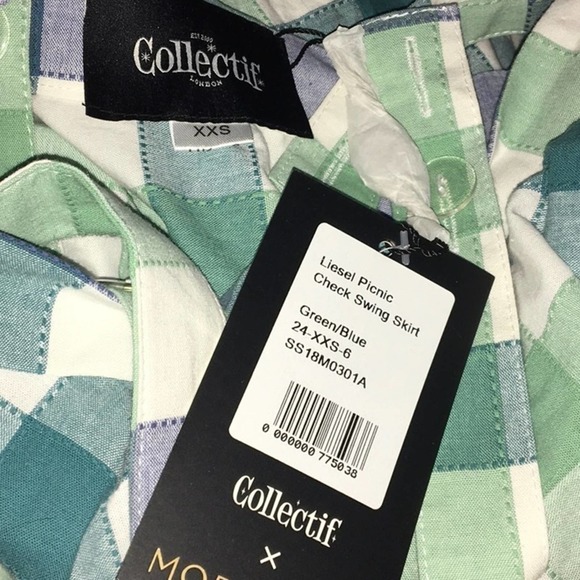 EST 2000
Collectif
LONDON
XXS
Liesel Picnic
Check Swing Skirt
Green/Blue
24-XXS-6
SS18M0301A
0 000000 775038
Collectif
x